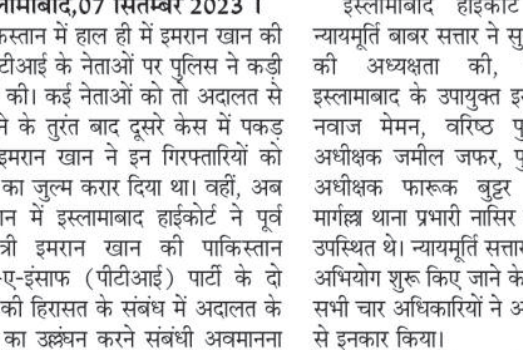 लामाबाद,07 सितम्बर 2023 ।
कस्तान में हाल ही में इमरान खान की
टीआई के नेताओं पर पुलिस ने कड़ी
की। कई नेताओं को तो अदालत से
ने के तुरंत बाद दूसरे केस में पकड़
इमरान खान ने इन गिरफ्तारियों को
का जुल्म करार दिया था। वहीं, अब
ान में इस्लामाबाद हाईकोर्ट ने पूर्व
त्री इमरान खान की पाकिस्तान
-ए-इंसाफ (पीटीआई) पार्टी के दो
की हिरासत के संबंध में अदालत के
का उल्लंघन करने संबंधी अवमानना
इस्लामाबाद हाईकोर्ट
न्यायमूर्ति बाबर सत्तार ने सु
की अध्यक्षता की,
इस्लामाबाद के उपायुक्त इ
नवाज मेमन, वरिष्ठ पु
अधीक्षक जमील जफर, पु
अधीक्षक फारूक बुट्टर
मार्गल्ला थाना प्रभारी नासिर
उपस्थित थे। न्यायमूर्ति सत्तार
अभियोग शुरू किए जाने के
सभी चार अधिकारियों ने अ
से इनकार किया।